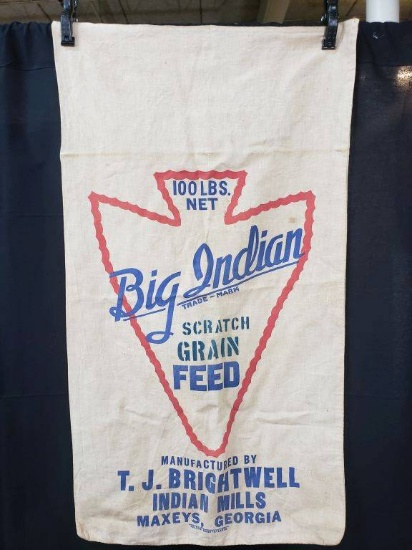 100 LBS.
NET
Big Indian
TRADE-MARK
SCRATCH
GRAIN
FEED
MANUFACTURED BY
T. J. BRIGHTWELL
INDIAN MILLS
MAXEYS, GEORGIA